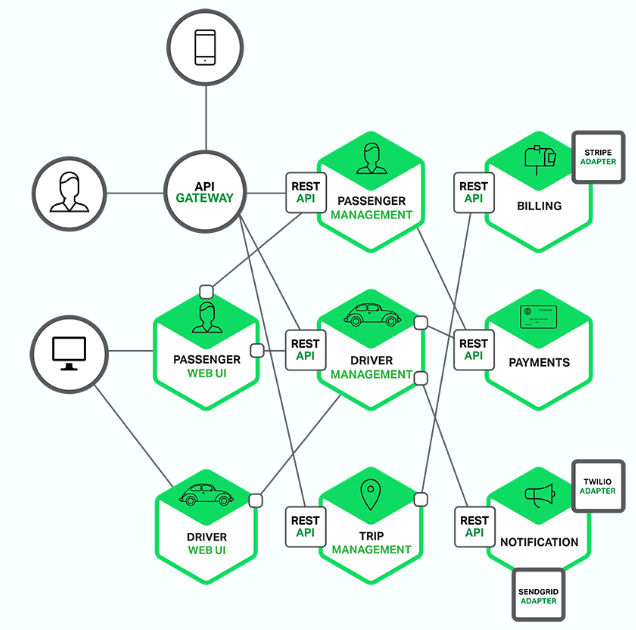 STRIPE
ADAPTER
API
GATEWAY
REST
API
PASSENGER
MANAGEMENT
REST
API
BILLING
PASSENGER
WEB UI
REST
API
DRIVER
MANAGEMENT
REST
API
PAYMENTS
TWILIO
ADAPTER
DRIVER
WEB UI
REST
API
TRIP
MANAGEMENT
REST
API
NOTIFICATION
SENDGRID
ADAPTER